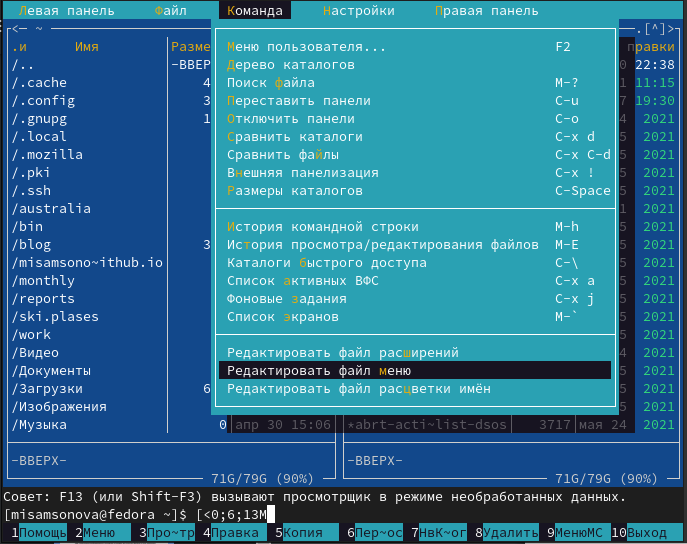 Левая панель Файл Команда Настройки Правая панель
<─ ~ .[^]>
.и Имя Разме правки
Меню пользователя... F2
/.. -ВВЕР 0 22:38
Дерево каталогов
/.cache 4 1 11:15
Поиск файла M-?
/.config 3 7 19:30
Переставить панели C-u
/.gnupg 1 4 2021
Отключить панели C-o
/.local 6 2021
Сравнить каталоги C-x d
/.mozilla 5 2021
Сравнить файлы C-x C-d
/.pki 5 2021
Внешняя панелизация C-x !
/.ssh 5 2021
Размеры каталогов C-Space
/australia 1 2021
/bin 5 2021
История командной строки M-h
/blog 3 5 2021
История просмотра/редактирования файлов M-E
/misamsono~ithub.io 2021
Каталоги быстрого доступа C-\
/monthly 5 2021
Список активных ВФС C-x a
/reports 5 2021
Фоновые задания C-x j
/ski.plases 5 2021
Список экранов M-`
/work 5 2021
/Видео 4 2021
Редактировать файл расширений
/Документы 5 2021
Редактировать файл меню
/Загрузки 6 5 2021
Редактировать файл расцветки имён
/Изображения 5 2021
/Музыка 0 апр 30 15:06 *abrt-acti~list-dsos 3717 мая 24 2021
-ВВЕРХ- -ВВЕРХ-
71G/79G (90%) 71G/79G (90%)
Совет: F13 (или Shift-F3) вызывают просмотрщик в режиме необработанных данных.
[misamsonova@fedora ~]$ [<0;6;13M
1Помощь 2Меню 3Про~тр 4Правка 5Копия 6Пер~ос 7НвК~ог 8Удалить 9МенюMC 10Выход